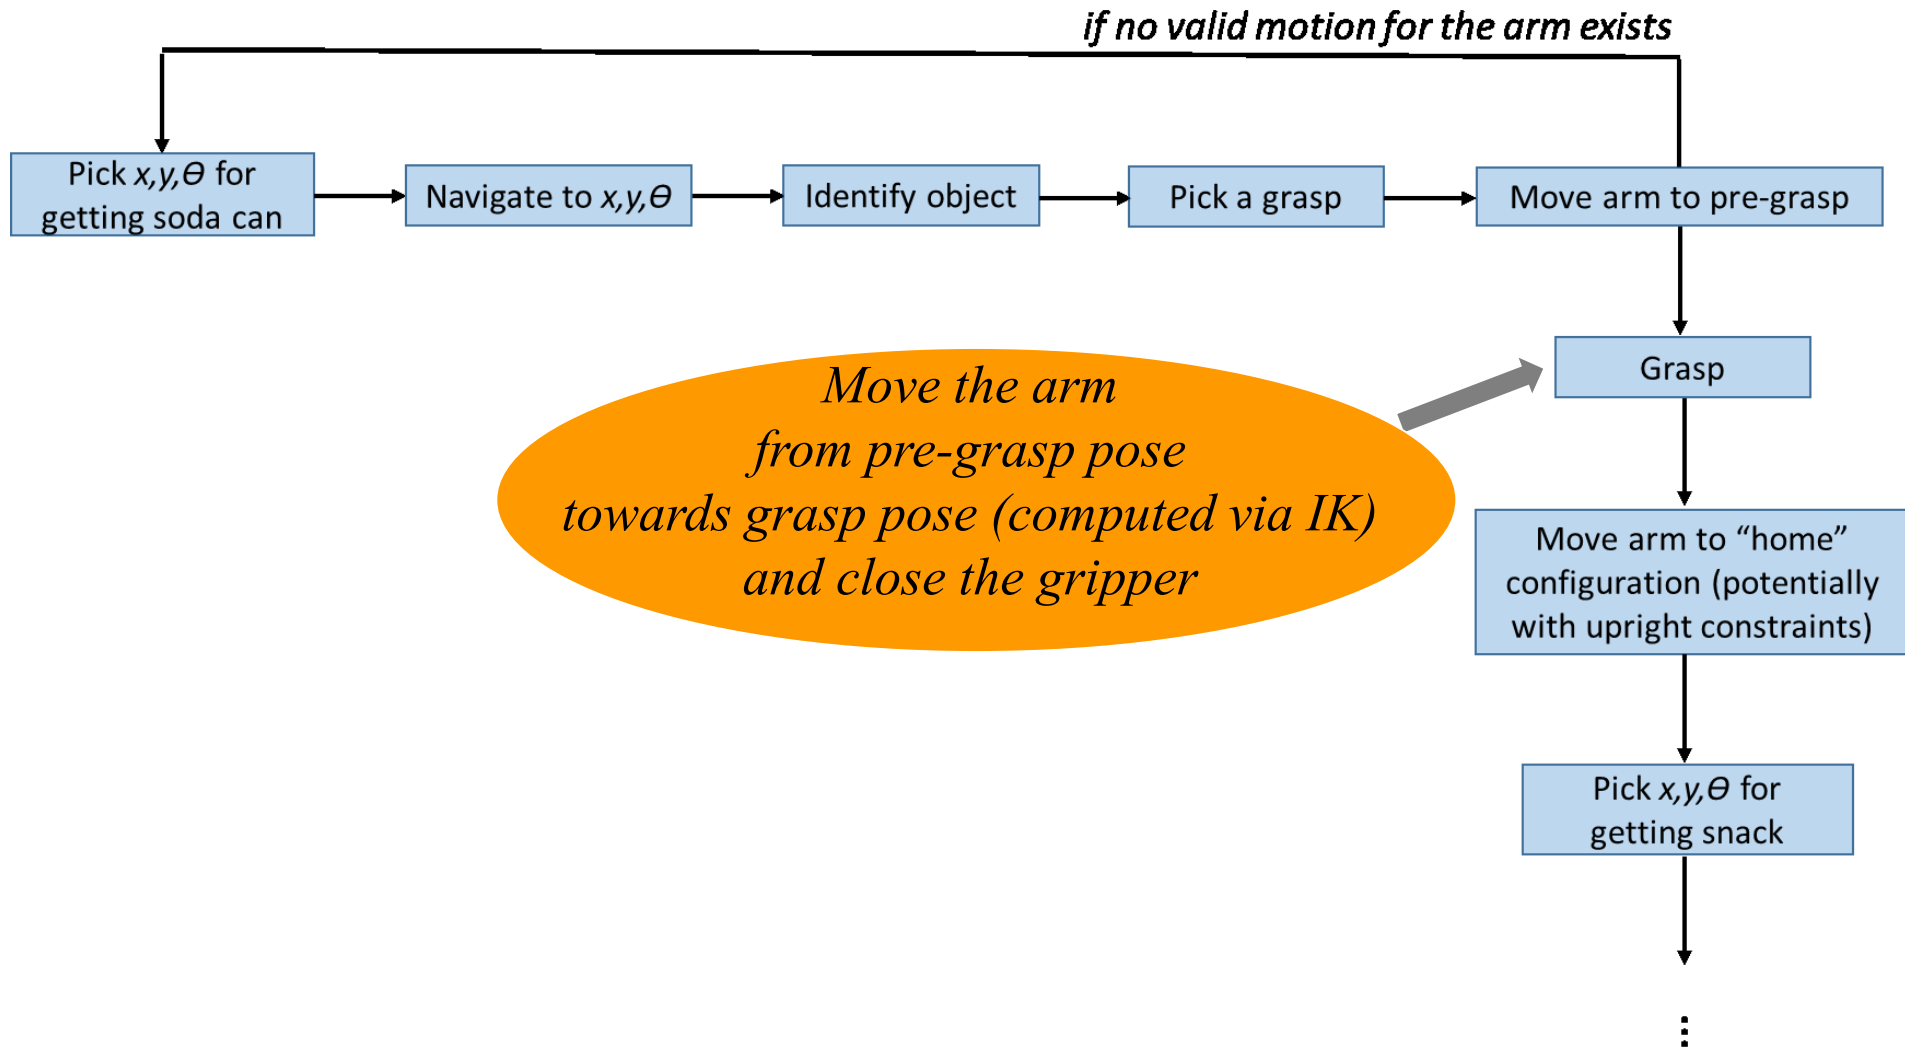 if no valid motion for the arm exists
Pick x,y,Θ for
getting soda can
Navigate to x,y,Θ
Identify object
Pick a grasp
Move arm to pre-grasp
Grasp
Move the arm
from pre-grasp pose
towards grasp pose (computed via IK)
and close the gripper
Move arm to “home”
configuration (potentially
with upright constraints)
Pick x,y,Θ for
getting snack
⋮